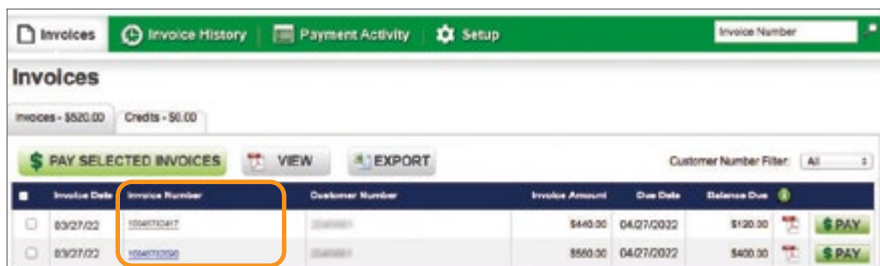 Invoices Invoice History Payment Activity Setup Invoice Number
Invoices
Invoices - $520.00 Credits - $0.00
$ PAY SELECTED INVOICES VIEW EXPORT Customer Number Filter: All
Invoice Date Invoice Number Customer Number Invoice Amount Due Date Balance Due
03/27/22 $440.00 04/27/2022 $120.00 $ PAY
03/27/22 $560.00 04/27/2022 $400.00 $ PAY